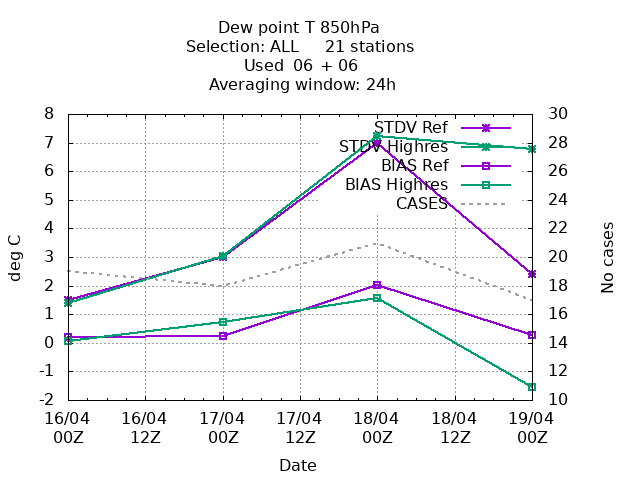 Dew point T 850hPa
Selection: ALL     21 stations
Used  06 + 06
Averaging window: 24h
8
7
6
5
4
3
2
1
0
-1
-2
deg C
30
28
26
24
22
20
18
16
14
12
10
No cases
STDV Ref
STDV Highres
BIAS Ref
BIAS Highres
CASES
16/04 16/04 17/04 17/04 18/04 18/04 19/04
00Z 12Z 00Z 12Z 00Z 12Z 00Z
Date